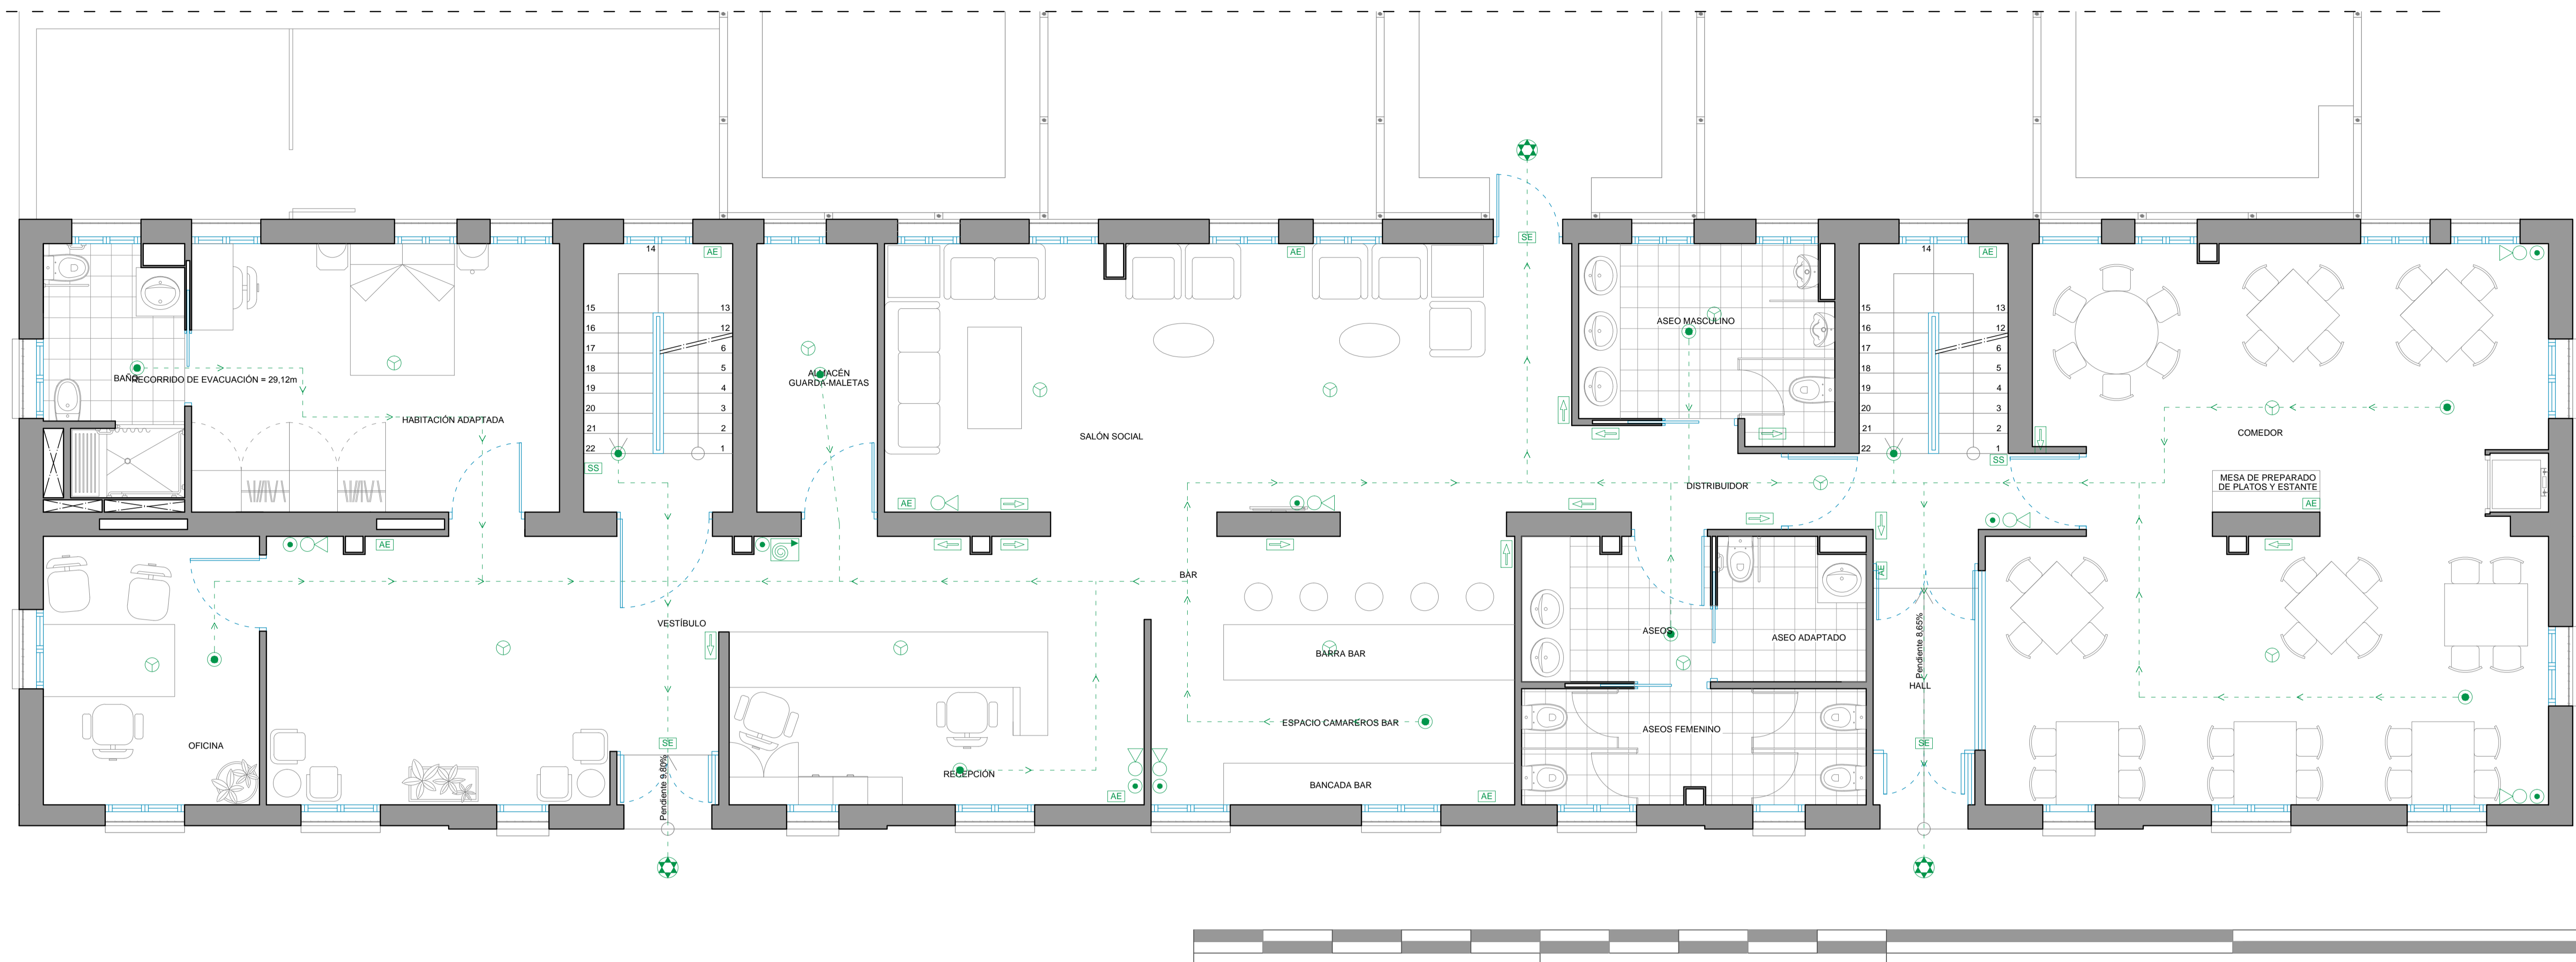 14
AE
AE
SE
14
AE
15
13
16
12
17
6
18
5
19
4
20
3
21
2
22
1
SS
BAÑO
RECORRIDO DE EVACUACIÓN = 29,12m
HABITACIÓN ADAPTADA
ALMACÉN
GUARDA-MALETAS
SALÓN SOCIAL
AE
ASEO MASCULINO
15
13
16
12
17
6
18
5
19
4
20
3
21
2
22
1
SS
COMEDOR
MESA DE PREPARADO
DE PLATOS Y ESTANTE
AE
DISTRIBUIDOR
AE
BAR
AE
VESTÍBULO
BARRA BAR
ASEOS
ASEO ADAPTADO
Pendiente 8,65%
HALL
ESPACIO CAMAREROS BAR
ASEOS FEMENINO
OFICINA
SE
SE
Pendiente 9,80%
RECEPCIÓN
BANCADA BAR
AE
AE